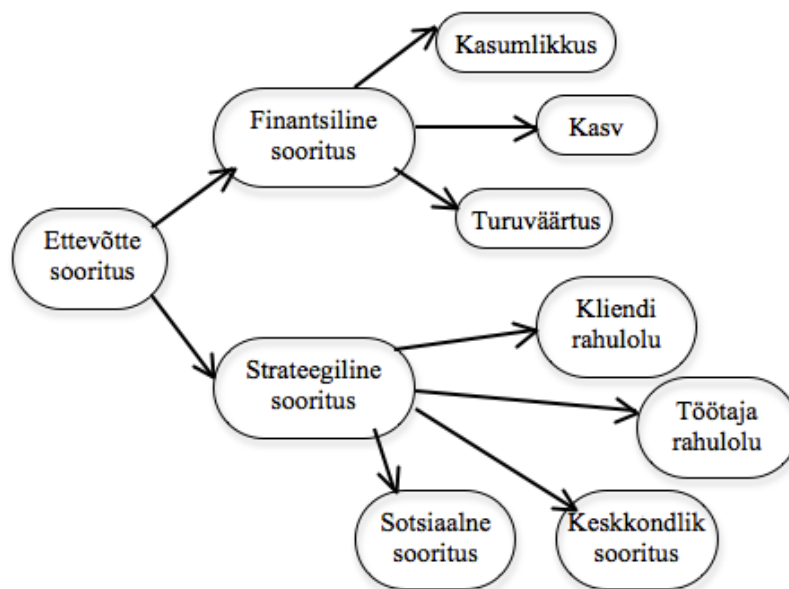 Kasumlikkus
Finantsiline
sooritus
Kasv
Turuväärtus
Ettevõtte
sooritus
Kliendi
rahulolu
Strateegiline
sooritus
Töötaja
rahulolu
Sotsiaalne
sooritus
Keskkondlik
sooritus